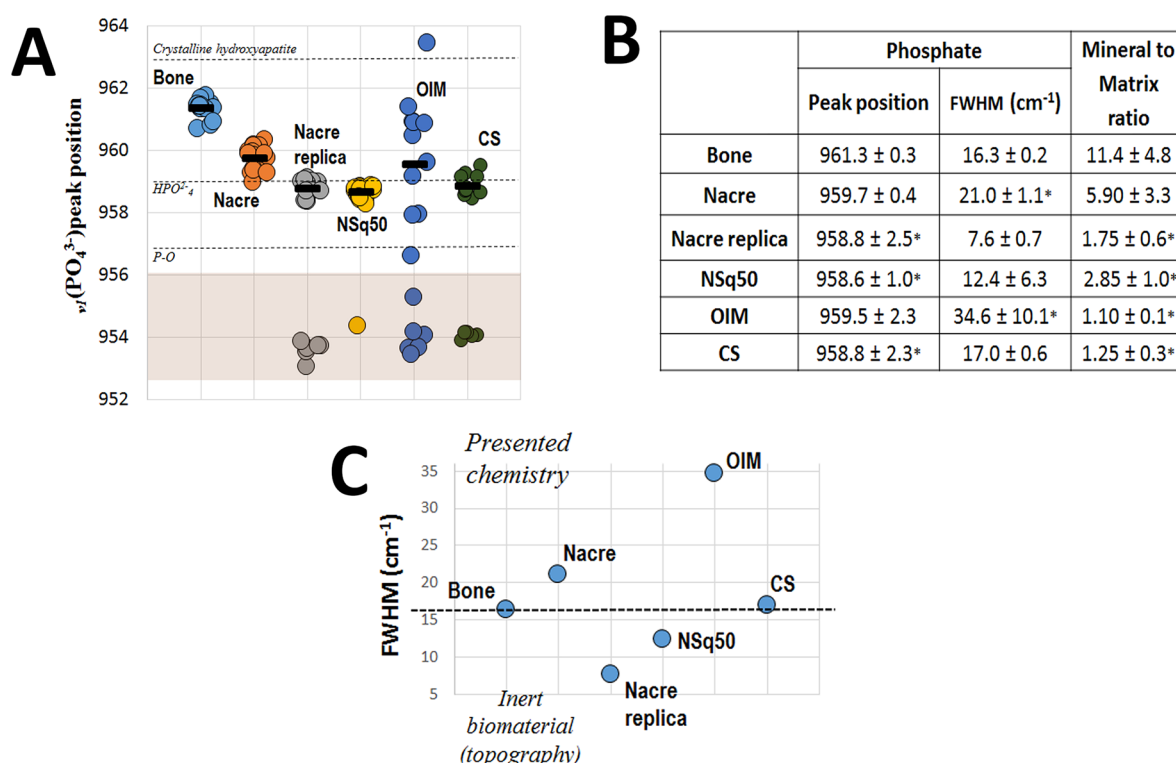 A
964
962
960
958
956
954
952
v1(PO4 3-)peak position
Crystalline hydroxyapatite
Bone
Nacre
Nacre
replica
HPO2-4
P-O
NSq50
OIM
CS
B
Phosphate
Mineral to
Matrix
ratio
Peak position FWHM (cm-1)
Bone 961.3 ± 0.3 16.3 ± 0.2 11.4 ± 4.8
Nacre 959.7 ± 0.4 21.0 ± 1.1* 5.90 ± 3.3
Nacre replica 958.8 ± 2.5* 7.6 ± 0.7 1.75 ± 0.6*
NSq50 958.6 ± 1.0* 12.4 ± 6.3 2.85 ± 1.0*
OIM 959.5 ± 2.3 34.6 ± 10.1* 1.10 ± 0.1*
CS 958.8 ± 2.3* 17.0 ± 0.6 1.25 ± 0.3*
C
Presented
chemistry
FWHM (cm-1)
35
30
25
20
15
10
5
OIM
Nacre
Bone
CS
NSq50
Nacre
replica
Inert
biomaterial
(topography)